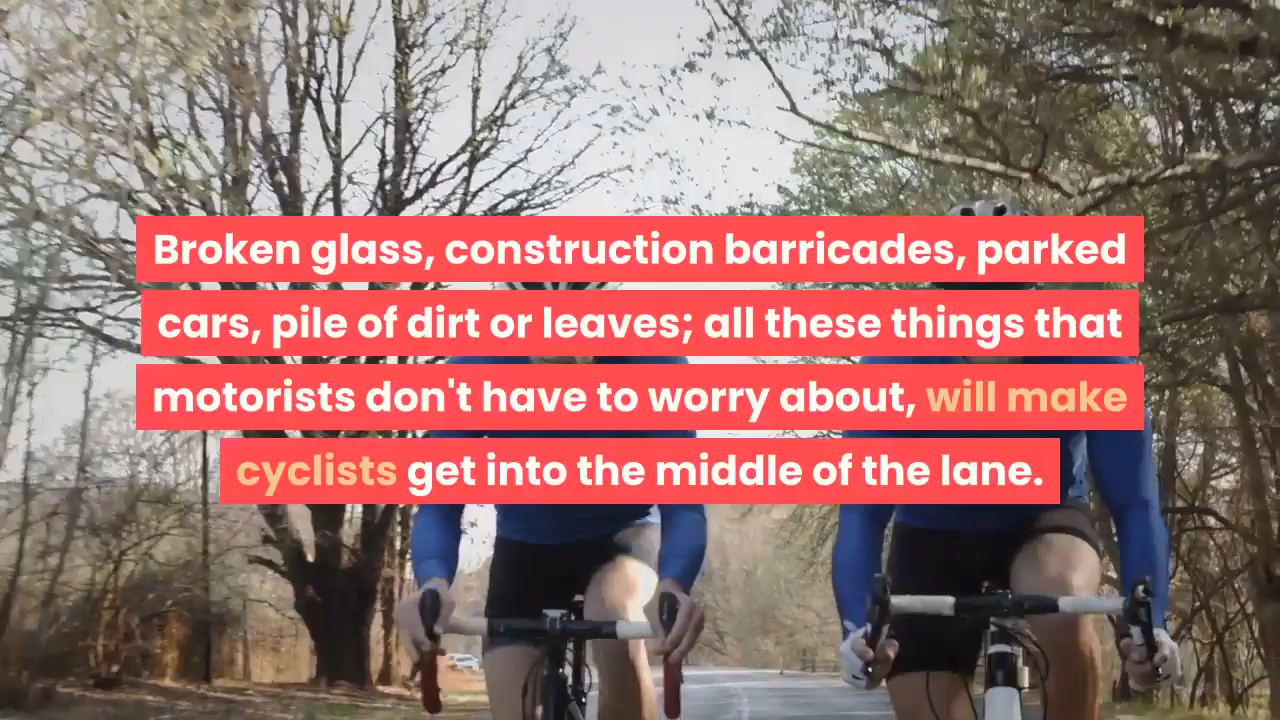 Broken glass, construction barricades, parked
cars, pile of dirt or leaves; all these things that
motorists don't have to worry about, will make
cyclists get into the middle of the lane.